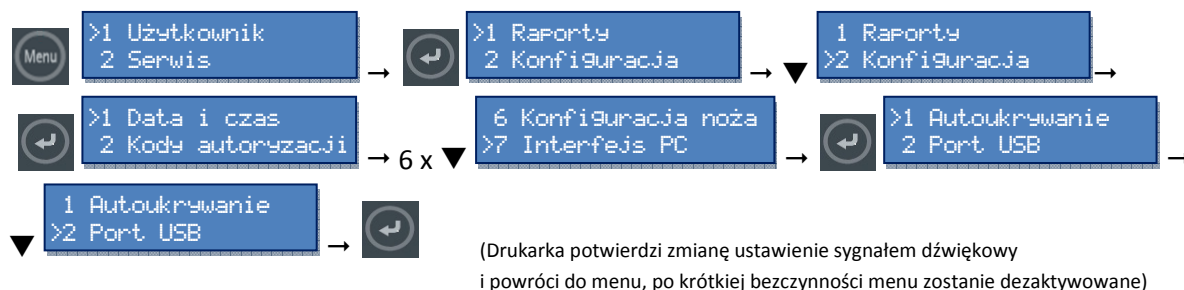 Menu
>1 Użytkownik
2 Serwis
→
>1 Raporty
2 Konfiguracja
→ ▼
1 Raporty
>2 Konfiguracja
→
>1 Data i czas
2 Kody autoryzacji
→ 6 x ▼
6 Konfiguracja noża
>7 Interfejs PC
→
>1 Autoukrywanie
2 Port USB
→
▼
1 Autoukrywanie
>2 Port USB
→
(Drukarka potwierdzi zmianę ustawienie sygnałem dźwiękowy
i powróci do menu, po krótkiej bezczynności menu zostanie dezaktywowane)